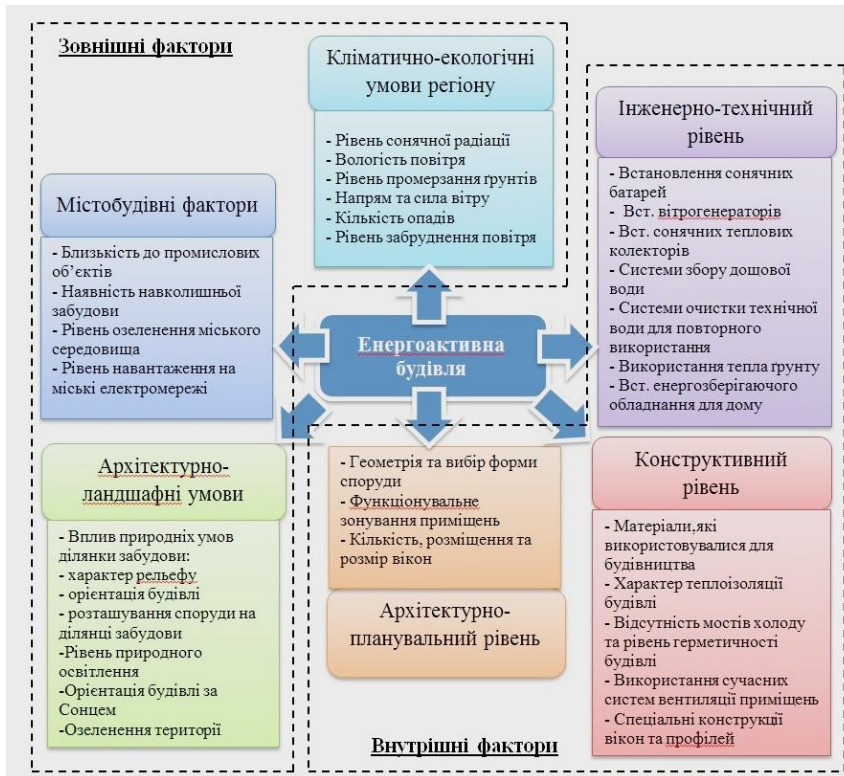 Зовнішні фактори
Кліматично-екологічні
умови регіону
- Рівень сонячної радіації
- Вологість повітря
- Рівень промерзання ґрунтів
- Напрям та сила вітру
- Кількість опадів
- Рівень забруднення повітря
Містобудівні фактори
- Близькість до промислових
об’єктів
- Наявність навколишньої
забудови
- Рівень озеленення міського
середовища
- Рівень навантаження на
міські електромережі
Інженерно-технічний
рівень
- Встановлення сонячних
батарей
- Вст. вітрогенераторів
- Вст. сонячних теплових
колекторів
- Системи збору дощової
води
- Системи очистки технічної
води для повторного
використання
- Використання тепла ґрунту
- Вст. енергозберігаючого
обладнання для дому
Енергоактивна
будівля
Архітектурно-
ландшафні умови
- Вплив природніх умов
ділянки забудови:
- характер рельєфу
- орієнтація будівлі
- розташування споруди на
ділянці забудови
-Рівень природного
освітлення
-Орієнтація будівлі за
Сонцем
-Озеленення території
- Геометрія та вибір форми
споруди
- Функціонувальне
зонування приміщень
- Кількість, розміщення та
розмір вікон
Архітектурно-
планувальний рівень
Конструктивний
рівень
- Матеріали,які
використовувалися для
будівництва
- Характер теплоізоляції
будівлі
- Відсутність мостів холоду
та рівень герметичності
будівлі
- Використання сучасних
систем вентиляції приміщень
- Спеціальні конструкції
вікон та профілей
Внутрішні фактори